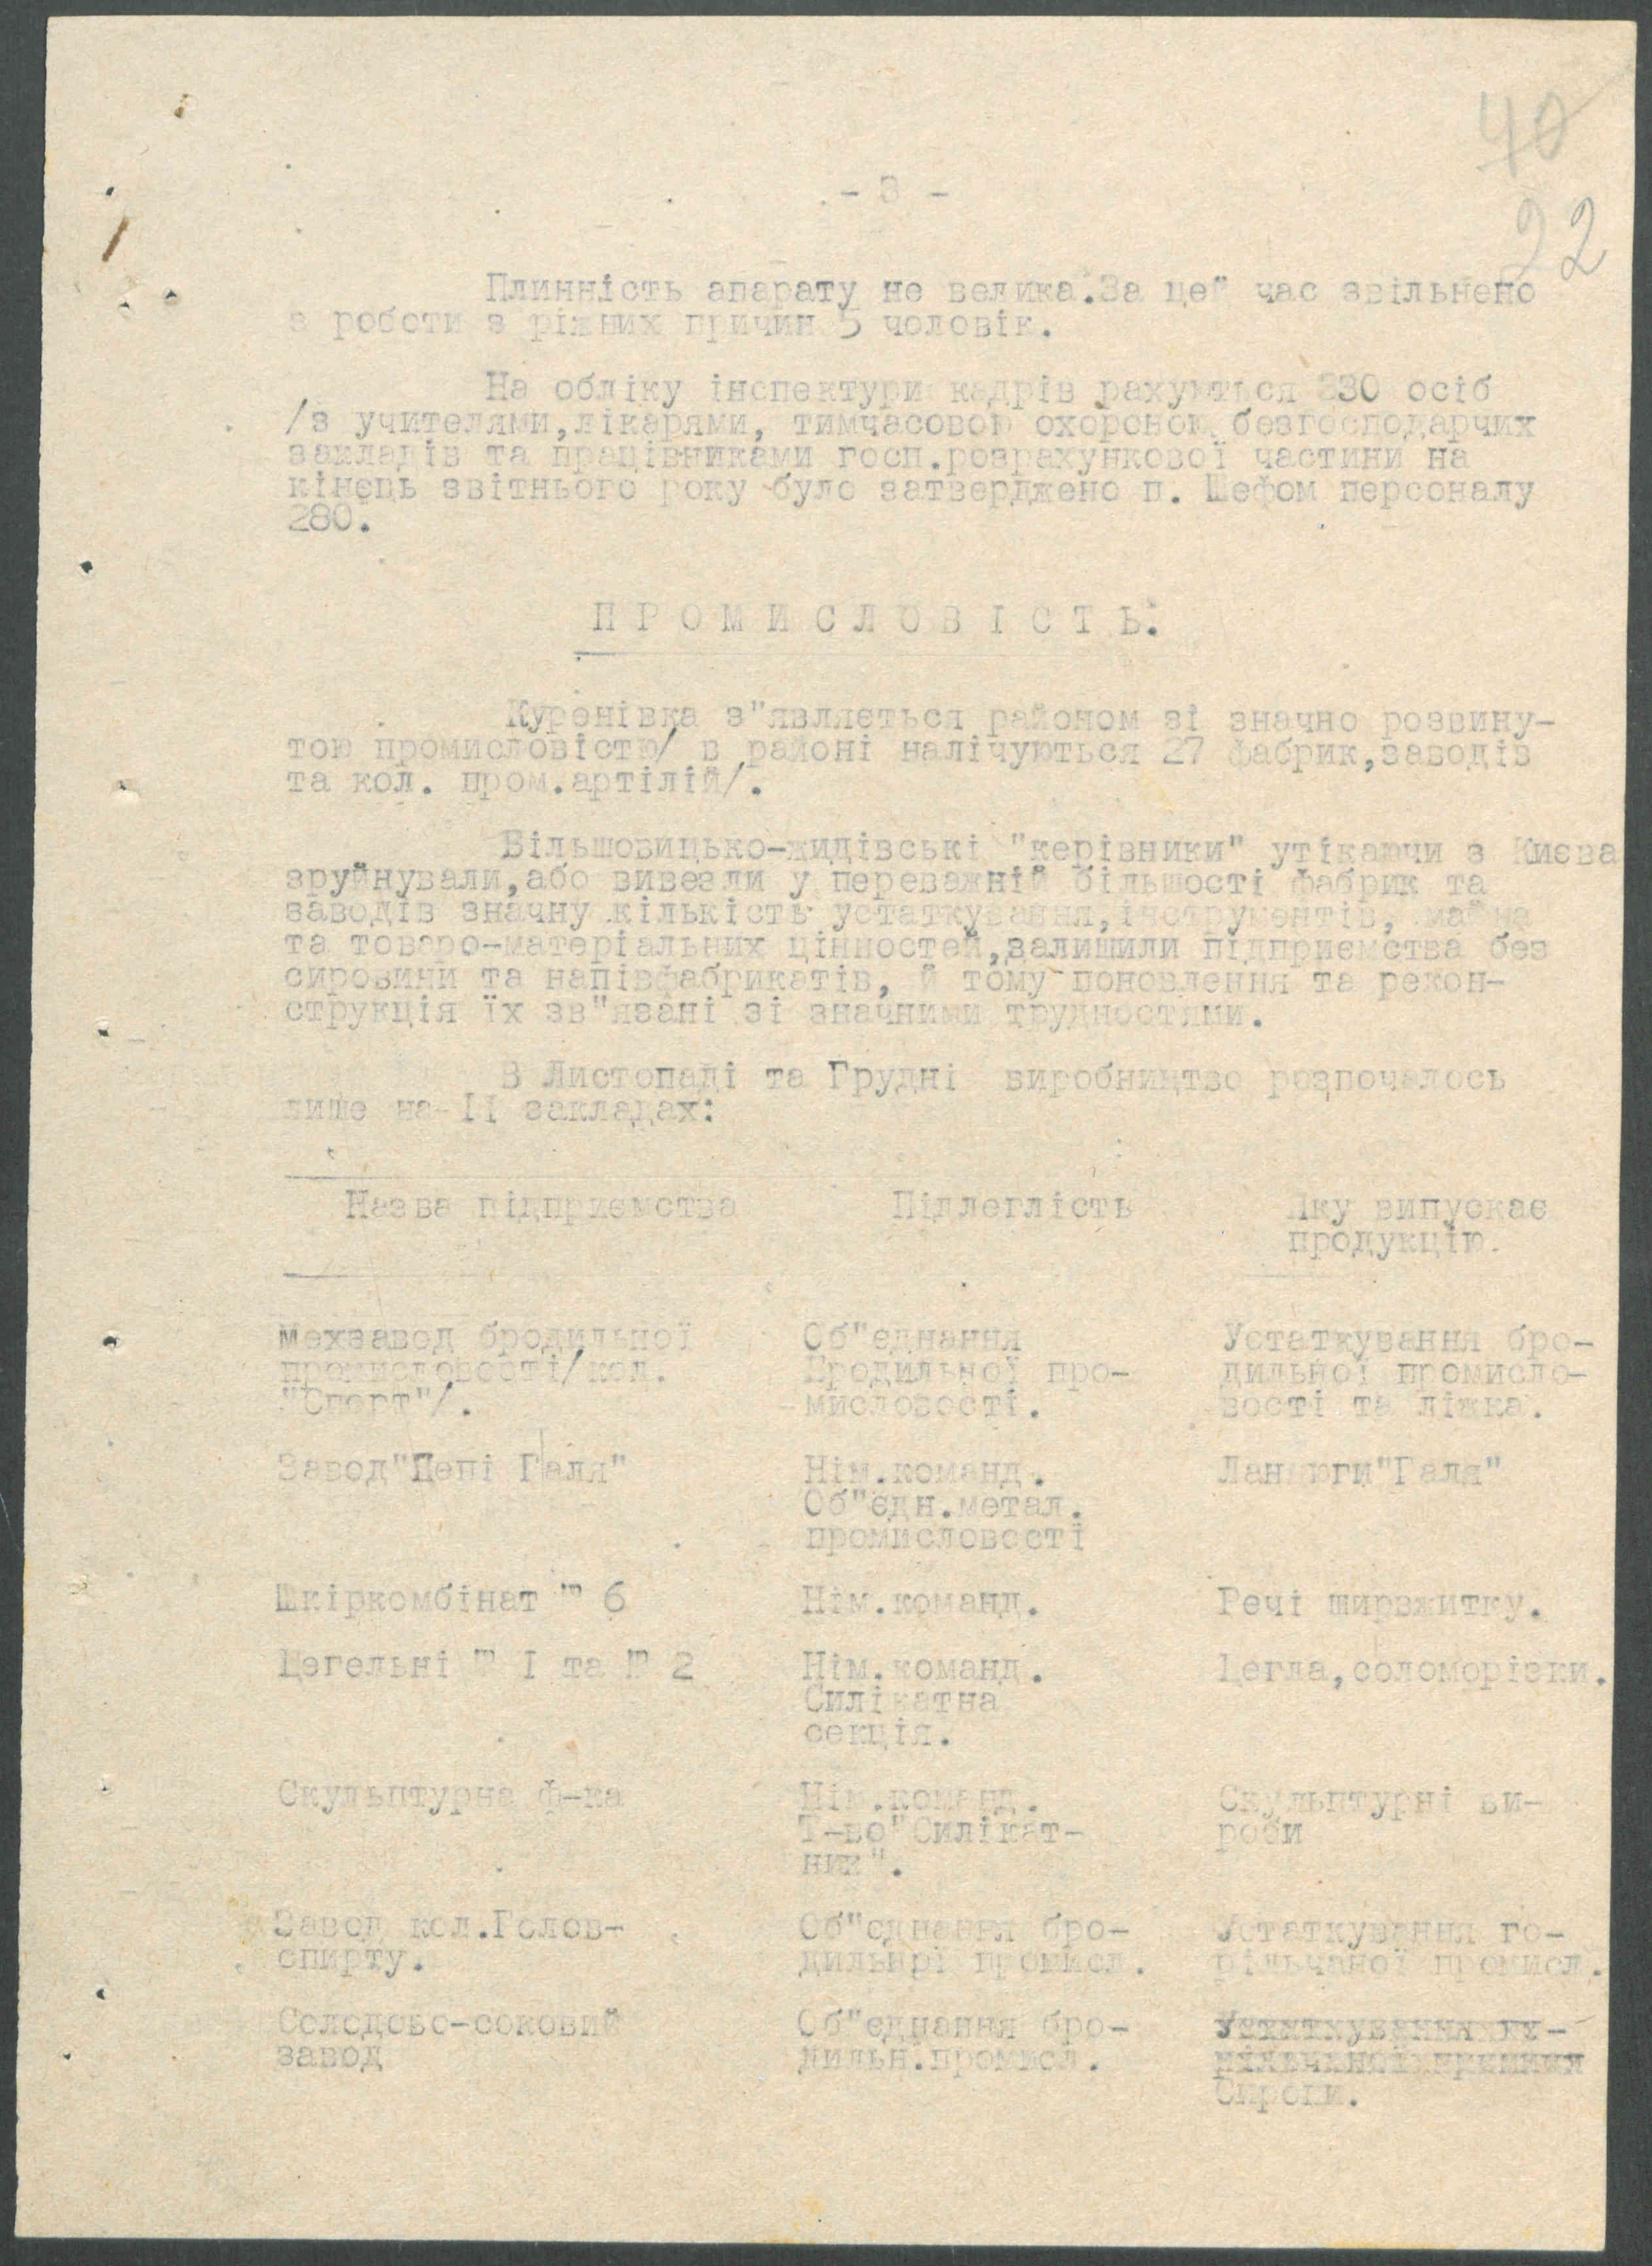 40
22
- 3 -
Плинність апарату не велика.За цей час звільнено
з роботи з ріжних причин 5 чоловік.
На обліку інспектури кадрів рахуються 330 осіб
/з учителями,лікарями, тимчасовою охороною безгосподарчих
закладів та працівниками госп.розрахункової частини на
кінець звітнього року було затверджено п. Шефом персоналу
280.
ПРОМИСЛОВІСТЬ.
Куренівка з"являється районом зі значно розвину-
тою промисловістю/ в районі налічуються 27 фабрик,заводів
та кол. пром.артілій/.
Більшовицько-жидівські "керівники" утікаючи з Києва
зруйнували,або вивезли у переважній більшості фабрик та
заводів значну кількість устаткування,інструментів, майна
та товаро-матеріальних цінностей,залишили підприємства без
сировини та напівфабрикатів, й тому поновлення та рекон-
струкція їх зв"язані зі значними трудностями.
В Листопаді та Грудні виробництво розпочалось
лише на II закладах:
Назва підприємства Підлеглість Яку випускає
продукцію.
Мехзавод бродильної Об"єднання Устаткування бро-
промисловості/кол. Бродильної про- дильної промисло-
"Спорт"/. мисловості. вості та ліжка.
Завод"Цепі Галя" Нім.команд. Ланцюги"Галя"
Об"єдн.метал.
промисловості
Шкіркомбінат № 6 Нім.команд. Речі ширвжитку.
Цегельні № I та № 2 Нім.команд. Цегла,соломорізки.
Силікатна
секція.
Скульптурна ф-ка Нім.команд. Скульптурні ви-
Т-во"Силікат- роби
ник".
Завод кол.Голов- Об"єднання бро- Устаткування го-
спирту. дильнрі промисл. рільчаної промисл.
Солодово-соковий Об"єднання бро- Устаткування го-
завод дильн.промисл. рільчаної промисл
Сиропи.